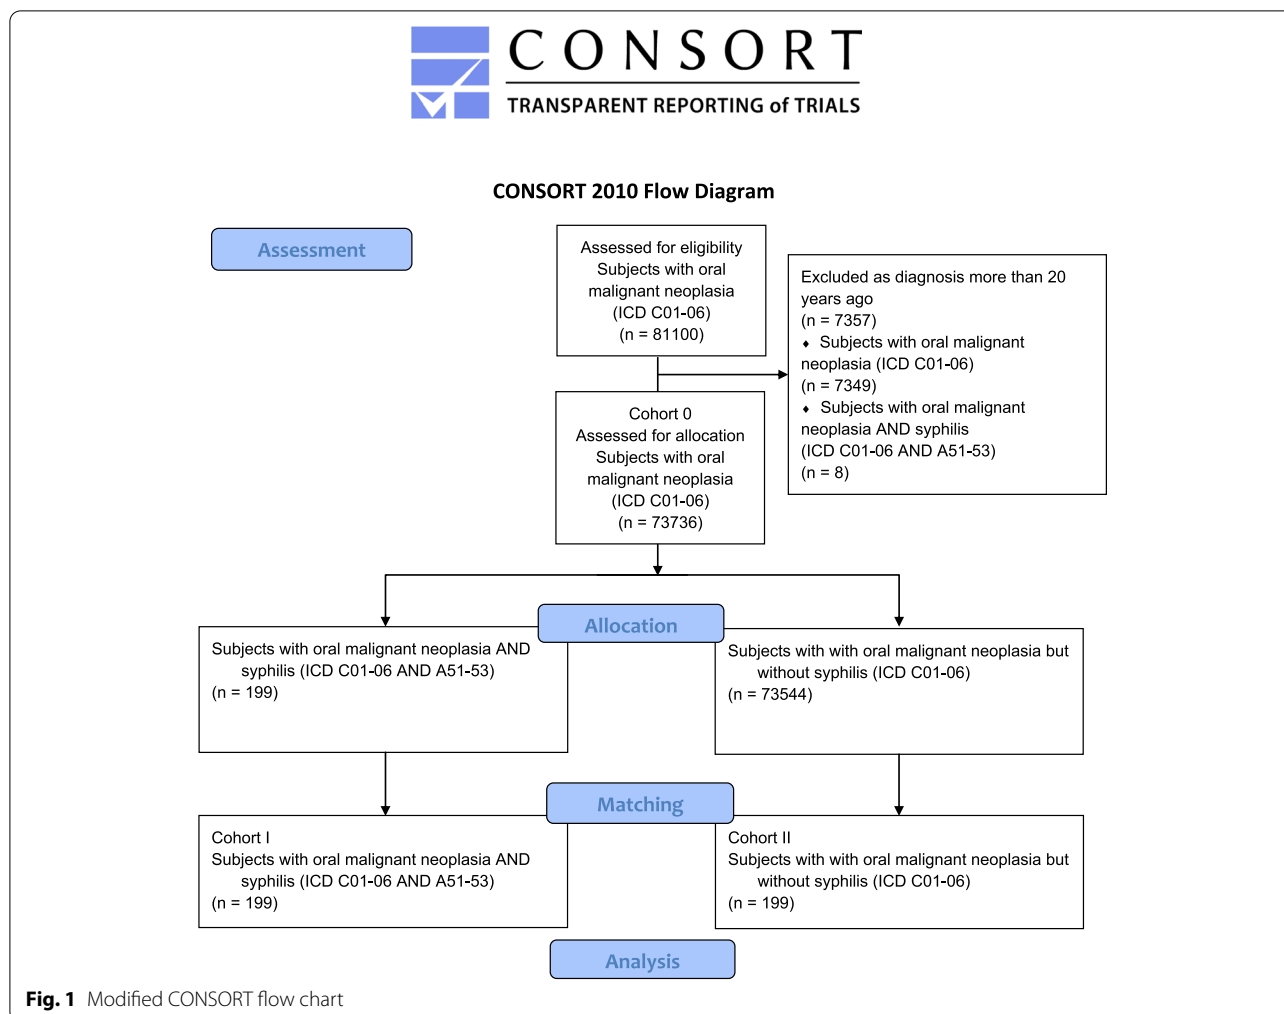 CONSORT
TRANSPARENT REPORTING of TRIALS
CONSORT 2010 Flow Diagram
Assessment
Assessed for eligibility
Subjects with oral
malignant neoplasia
(ICD C01-06)
(n = 81100)
Excluded as diagnosis more than 20
years ago
(n = 7357)
⬧ Subjects with oral malignant
neoplasia (ICD C01-06)
(n = 7349)
⬧ Subjects with oral malignant
neoplasia AND syphilis
(ICD C01-06 AND A51-53)
(n = 8)
Cohort 0
Assessed for allocation
Subjects with oral
malignant neoplasia
(ICD C01-06)
(n = 73736)
Allocation
Subjects with oral malignant neoplasia AND
syphilis (ICD C01-06 AND A51-53)
(n = 199)
Subjects with with oral malignant neoplasia but
without syphilis (ICD C01-06)
(n = 73544)
Matching
Cohort I
Subjects with oral malignant neoplasia AND
syphilis (ICD C01-06 AND A51-53)
(n = 199)
Cohort II
Subjects with with oral malignant neoplasia but
without syphilis (ICD C01-06)
(n = 199)
Analysis
Fig. 1 Modified CONSORT flow chart